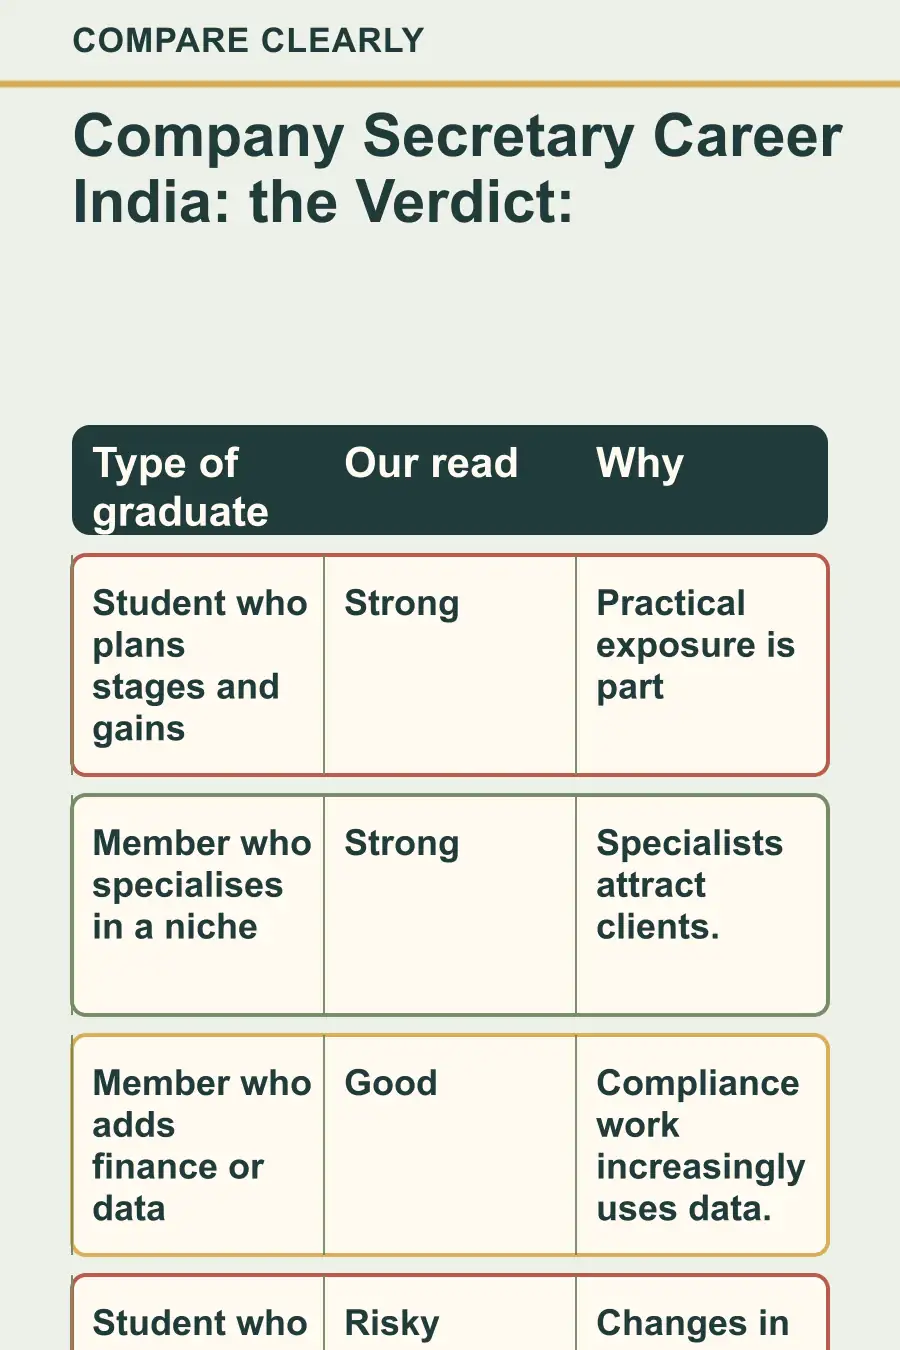 COMPARE CLEARLY
Company Secretary Career
India: the Verdict:
Type of
graduate
Our read
Why
Student who
plans
stages and
gains
Strong
Practical
exposure is
part
Member who
specialises
in a niche
Strong
Specialists
attract
clients.
Member who
adds
finance or
data
Good
Compliance
work
increasingly
uses data.
Student who
Risky
Changes in